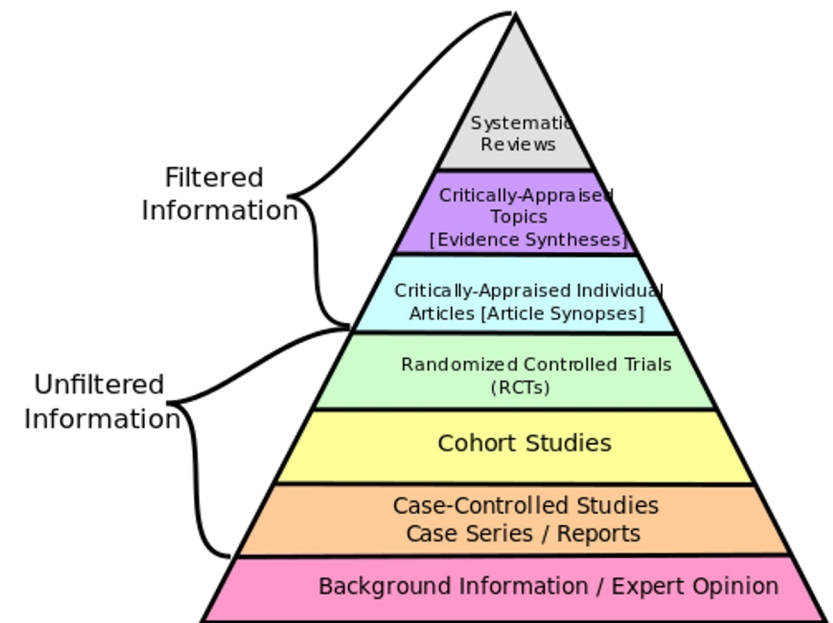 Systematic
Reviews
Critically-Appraised
Topics
[Evidence Syntheses]
Filtered
Information
Critically-Appraised Individual
Articles [Article Synopses]
Randomized Controlled Trials
(RCTs)
Unfiltered
Information
Cohort Studies
Case-Controlled Studies
Case Series / Reports
Background Information / Expert Opinion